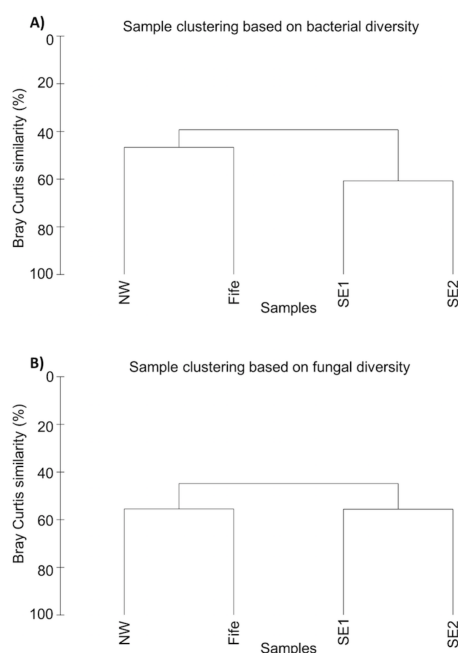 A)
Sample clustering based on bacterial diversity
Bray Curtis similarity (%)
0
20
40
60
80
100
NW
Fife
SE1
SE2
Samples
B)
Sample clustering based on fungal diversity
Bray Curtis similarity (%)
0
20
40
60
80
100
NW
Fife
SE1
SE2
Samples